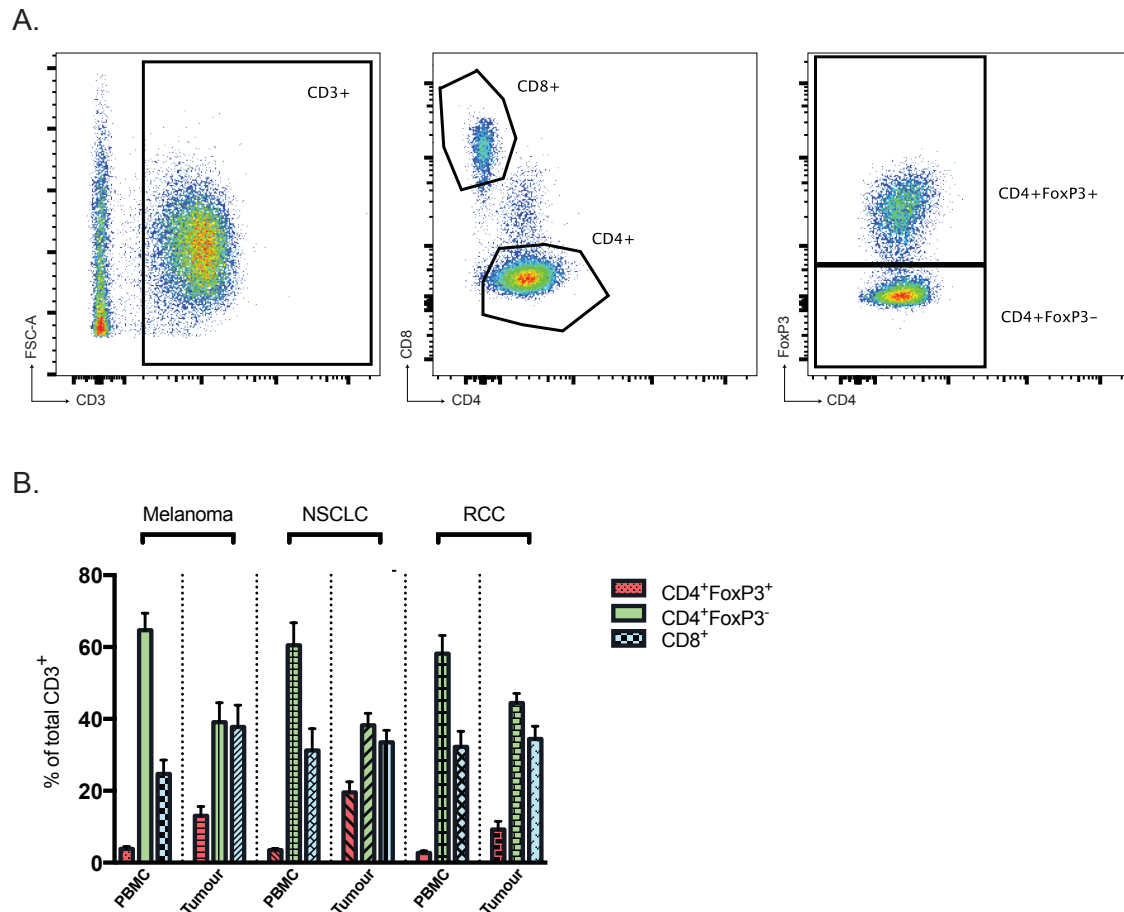 A.
CD3+
FSC-A
CD3
CD8+
CD4+
CD8
CD4
CD4+FoxP3+
CD4+FoxP3-
FoxP3
CD4
B.
Melanoma
NSCLC
RCC
% of total CD3+
80
60
40
20
0
PBMC
Tumour
PBMC
Tumour
PBMC
Tumour
CD4+FoxP3+
CD4+FoxP3-
CD8+